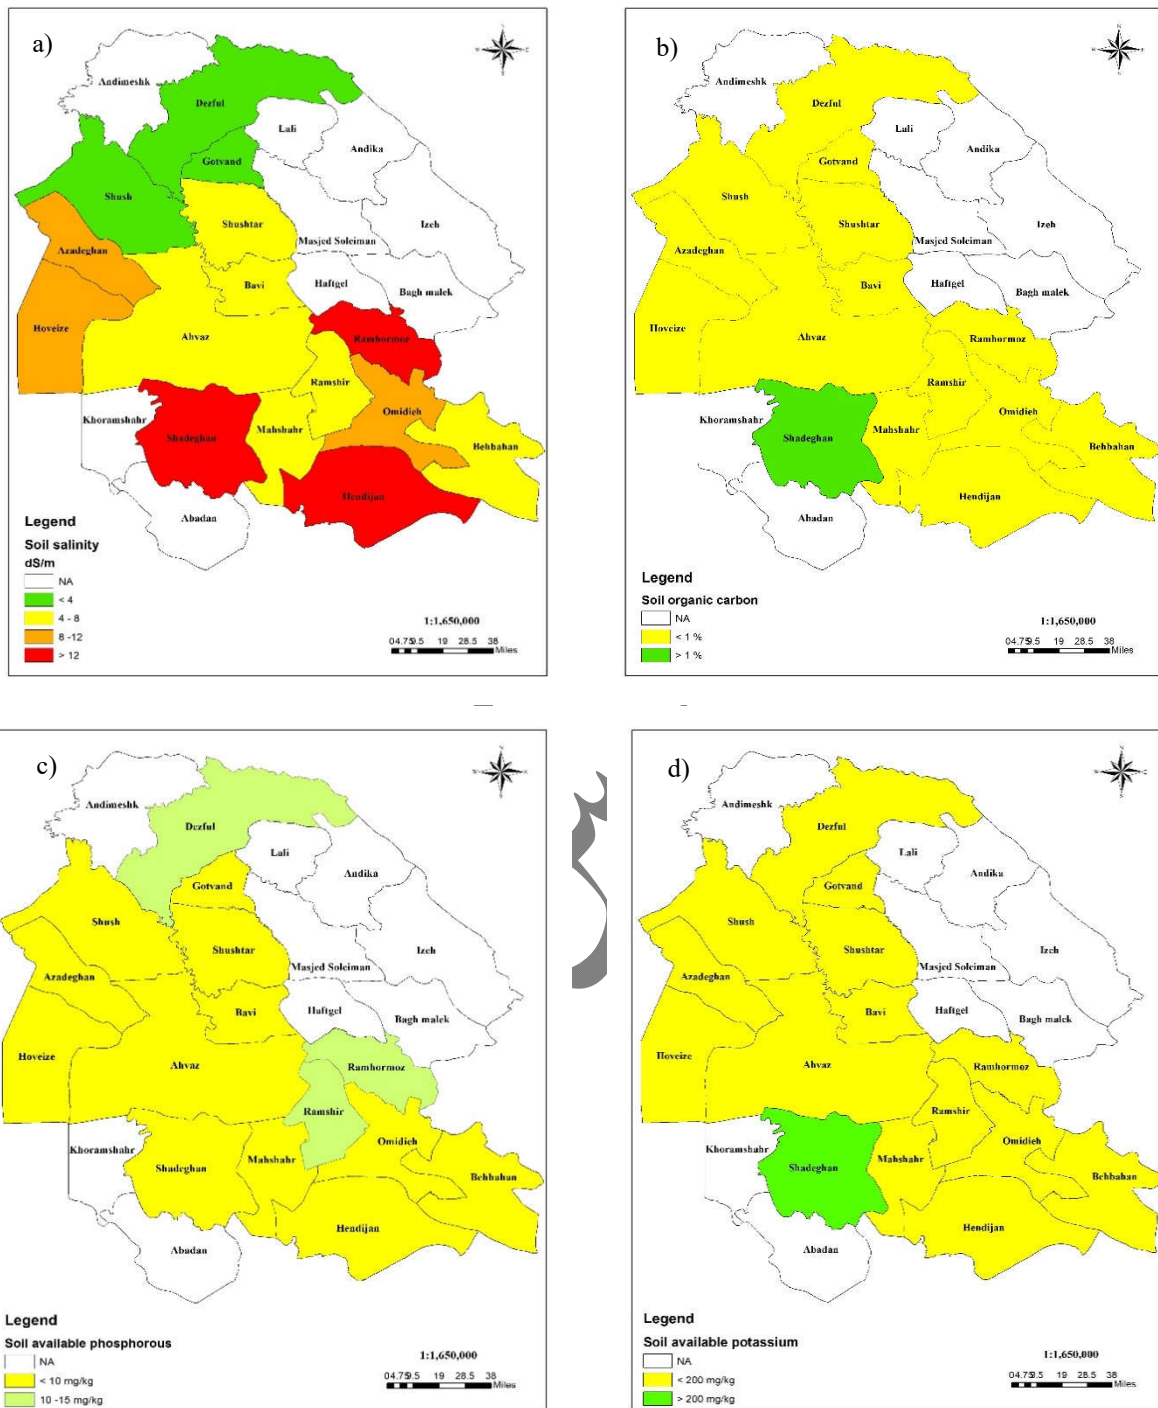 a)
N
W
E
S
Andimeshk
Dezful
Lali
Andika
Gotvand
Shush
Shushtar
Izeh
Azadeghan
Masjed Soleiman
Bavi
Haftgel
Bagh malek
Hoveize
Ahvaz
Ramhormoz
Ramshir
Omidieh
Khoramshahr
Shadeghan
Mahshahr
Behbahan
Hendijan
Abadan
Legend
Soil salinity
dS/m
NA
< 4
4 - 8
8 -12
> 12
1:1,650,000
04.759.5 19 28.5 38
Miles
b)
N
W
E
S
Andimeshk
Dezful
Lali
Andika
Gotvand
Shush
Shushtar
Izeh
Azadeghan
Masjed Soleiman
Bavi
Haftgel
Bagh malek
Hoveize
Ahvaz
Ramhormoz
Ramshir
Omidieh
Khoramshahr
Shadeghan
Mahshahr
Behbahan
Hendijan
Abadan
Legend
Soil organic carbon
NA
< 1 %
> 1 %
1:1,650,000
04.759.5 19 28.5 38
Miles
c)
N
W
E
S
Andimeshk
Dezful
Lali
Andika
Gotvand
Shush
Shushtar
Izeh
Azadeghan
Masjed Soleiman
Bavi
Haftgel
Bagh malek
Hoveize
Ahvaz
Ramhormoz
Ramshir
Omidieh
Khoramshahr
Shadeghan
Mahshahr
Behbahan
Hendijan
Abadan
Legend
Soil available phosphorous
NA
< 10 mg/kg
10 -15 mg/kg
1:1,650,000
04.759.5 19 28.5 38
Miles
d)
N
W
E
S
Andimeshk
Dezful
Lali
Andika
Gotvand
Shush
Shushtar
Izeh
Azadeghan
Masjed Soleiman
Bavi
Haftgel
Bagh malek
Hoveize
Ahvaz
Ramhormoz
Ramshir
Omidieh
Khoramshahr
Shadeghan
Mahshahr
Behbahan
Hendijan
Abadan
Legend
Soil available potassium
NA
< 200 mg/kg
> 200 mg/kg
1:1,650,000
04.759.5 19 28.5 38
Miles